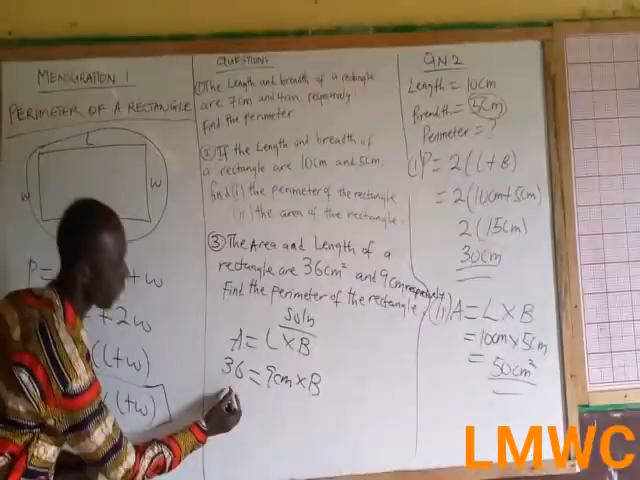 MENSURATION 1
PERIMETER OF A RECTANGLE
L
W
W
P =
+ W
+ 2W
(L+W)
(L+W)
QUESTIONS
① The Length and breadth of a rectangle
are 7cm and 4cm respectively
Find the perimeter
② If the Length and breadth of
a rectangle are 10cm and 5cm,
find (i) the perimeter of the rectangle
(ii) the area of the rectangle.
③ The Area and Length of a
rectangle are 36cm² and 9cm respectively
Find the perimeter of the rectangle
Soln
A = L X B
36 = 9cm X B
QN. 2
Length = 10cm
Breadth = 5cm
Perimeter = ?
(i) P = 2(L + B)
= 2(10cm+5cm)
2(15cm)
30cm
(ii) A = L X B
= 10cm x 5cm
= 50cm²
LMWC